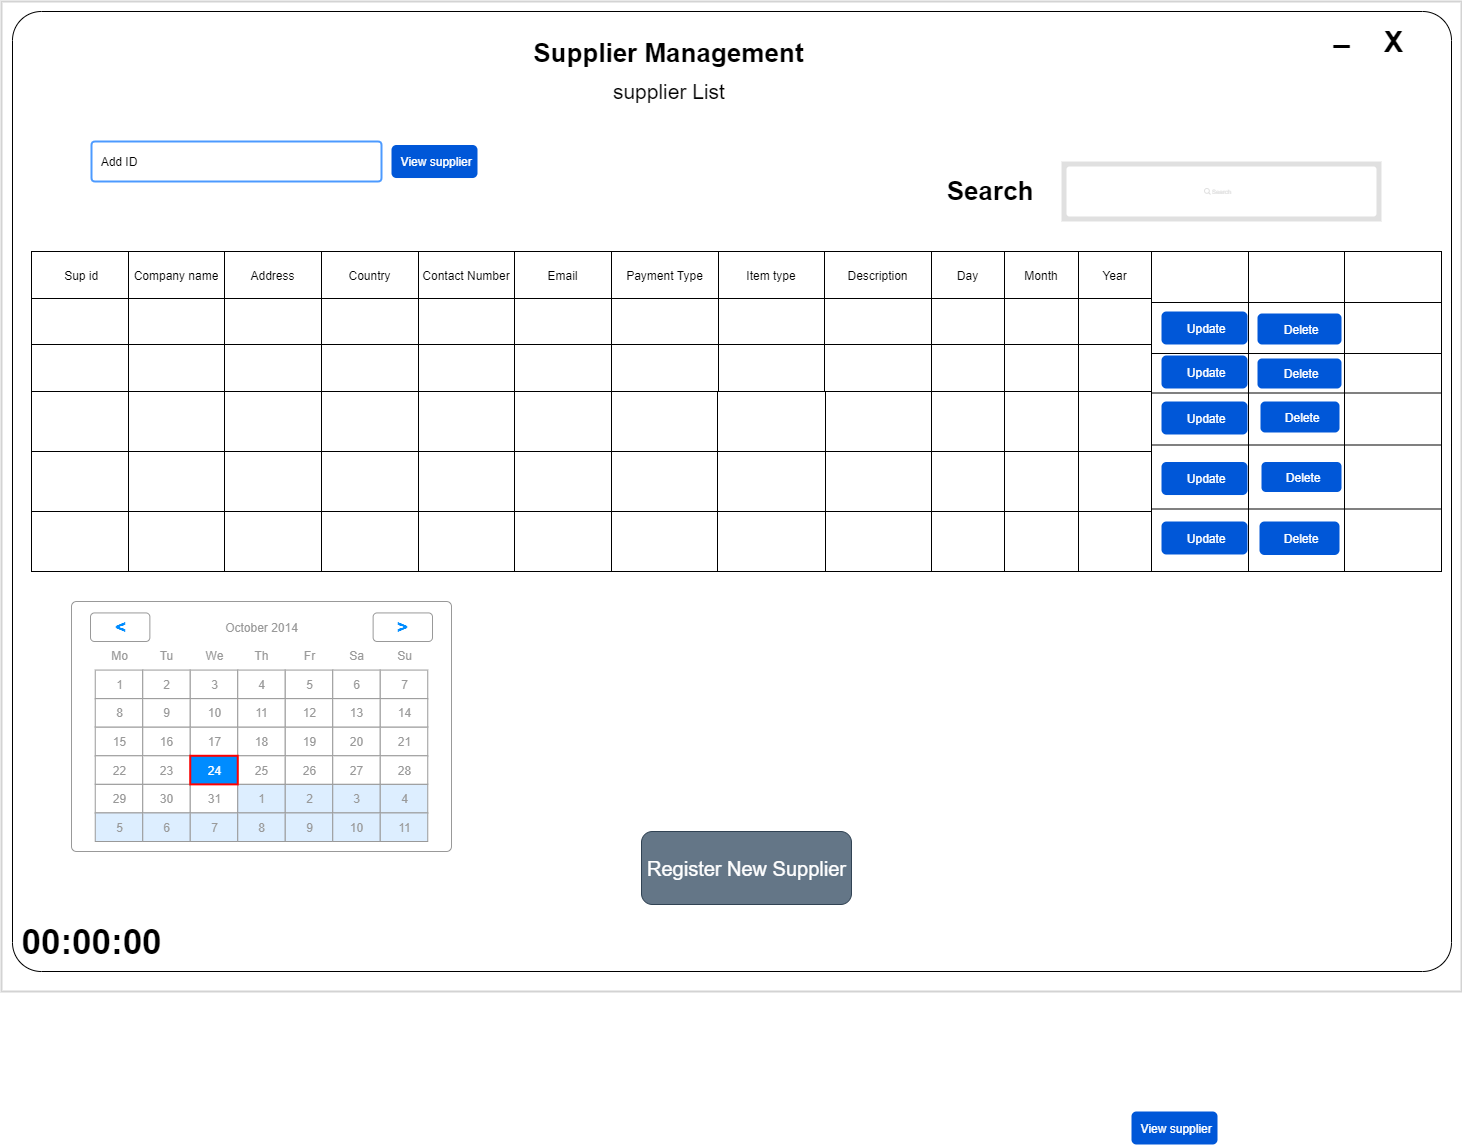 – X
Supplier Management
supplier List
Add ID
View supplier
Search
Search
Sup id Company name Address Country Contact Number Email Payment Type Item type Description Day Month Year
Update Delete
Update Delete
Update Delete
Update Delete
Update Delete
< October 2014 >
Mo Tu We Th Fr Sa Su
1 2 3 4 5 6 7
8 9 10 11 12 13 14
15 16 17 18 19 20 21
22 23 24 25 26 27 28
29 30 31 1 2 3 4
5 6 7 8 9 10 11
Register New Supplier
00:00:00
View supplier